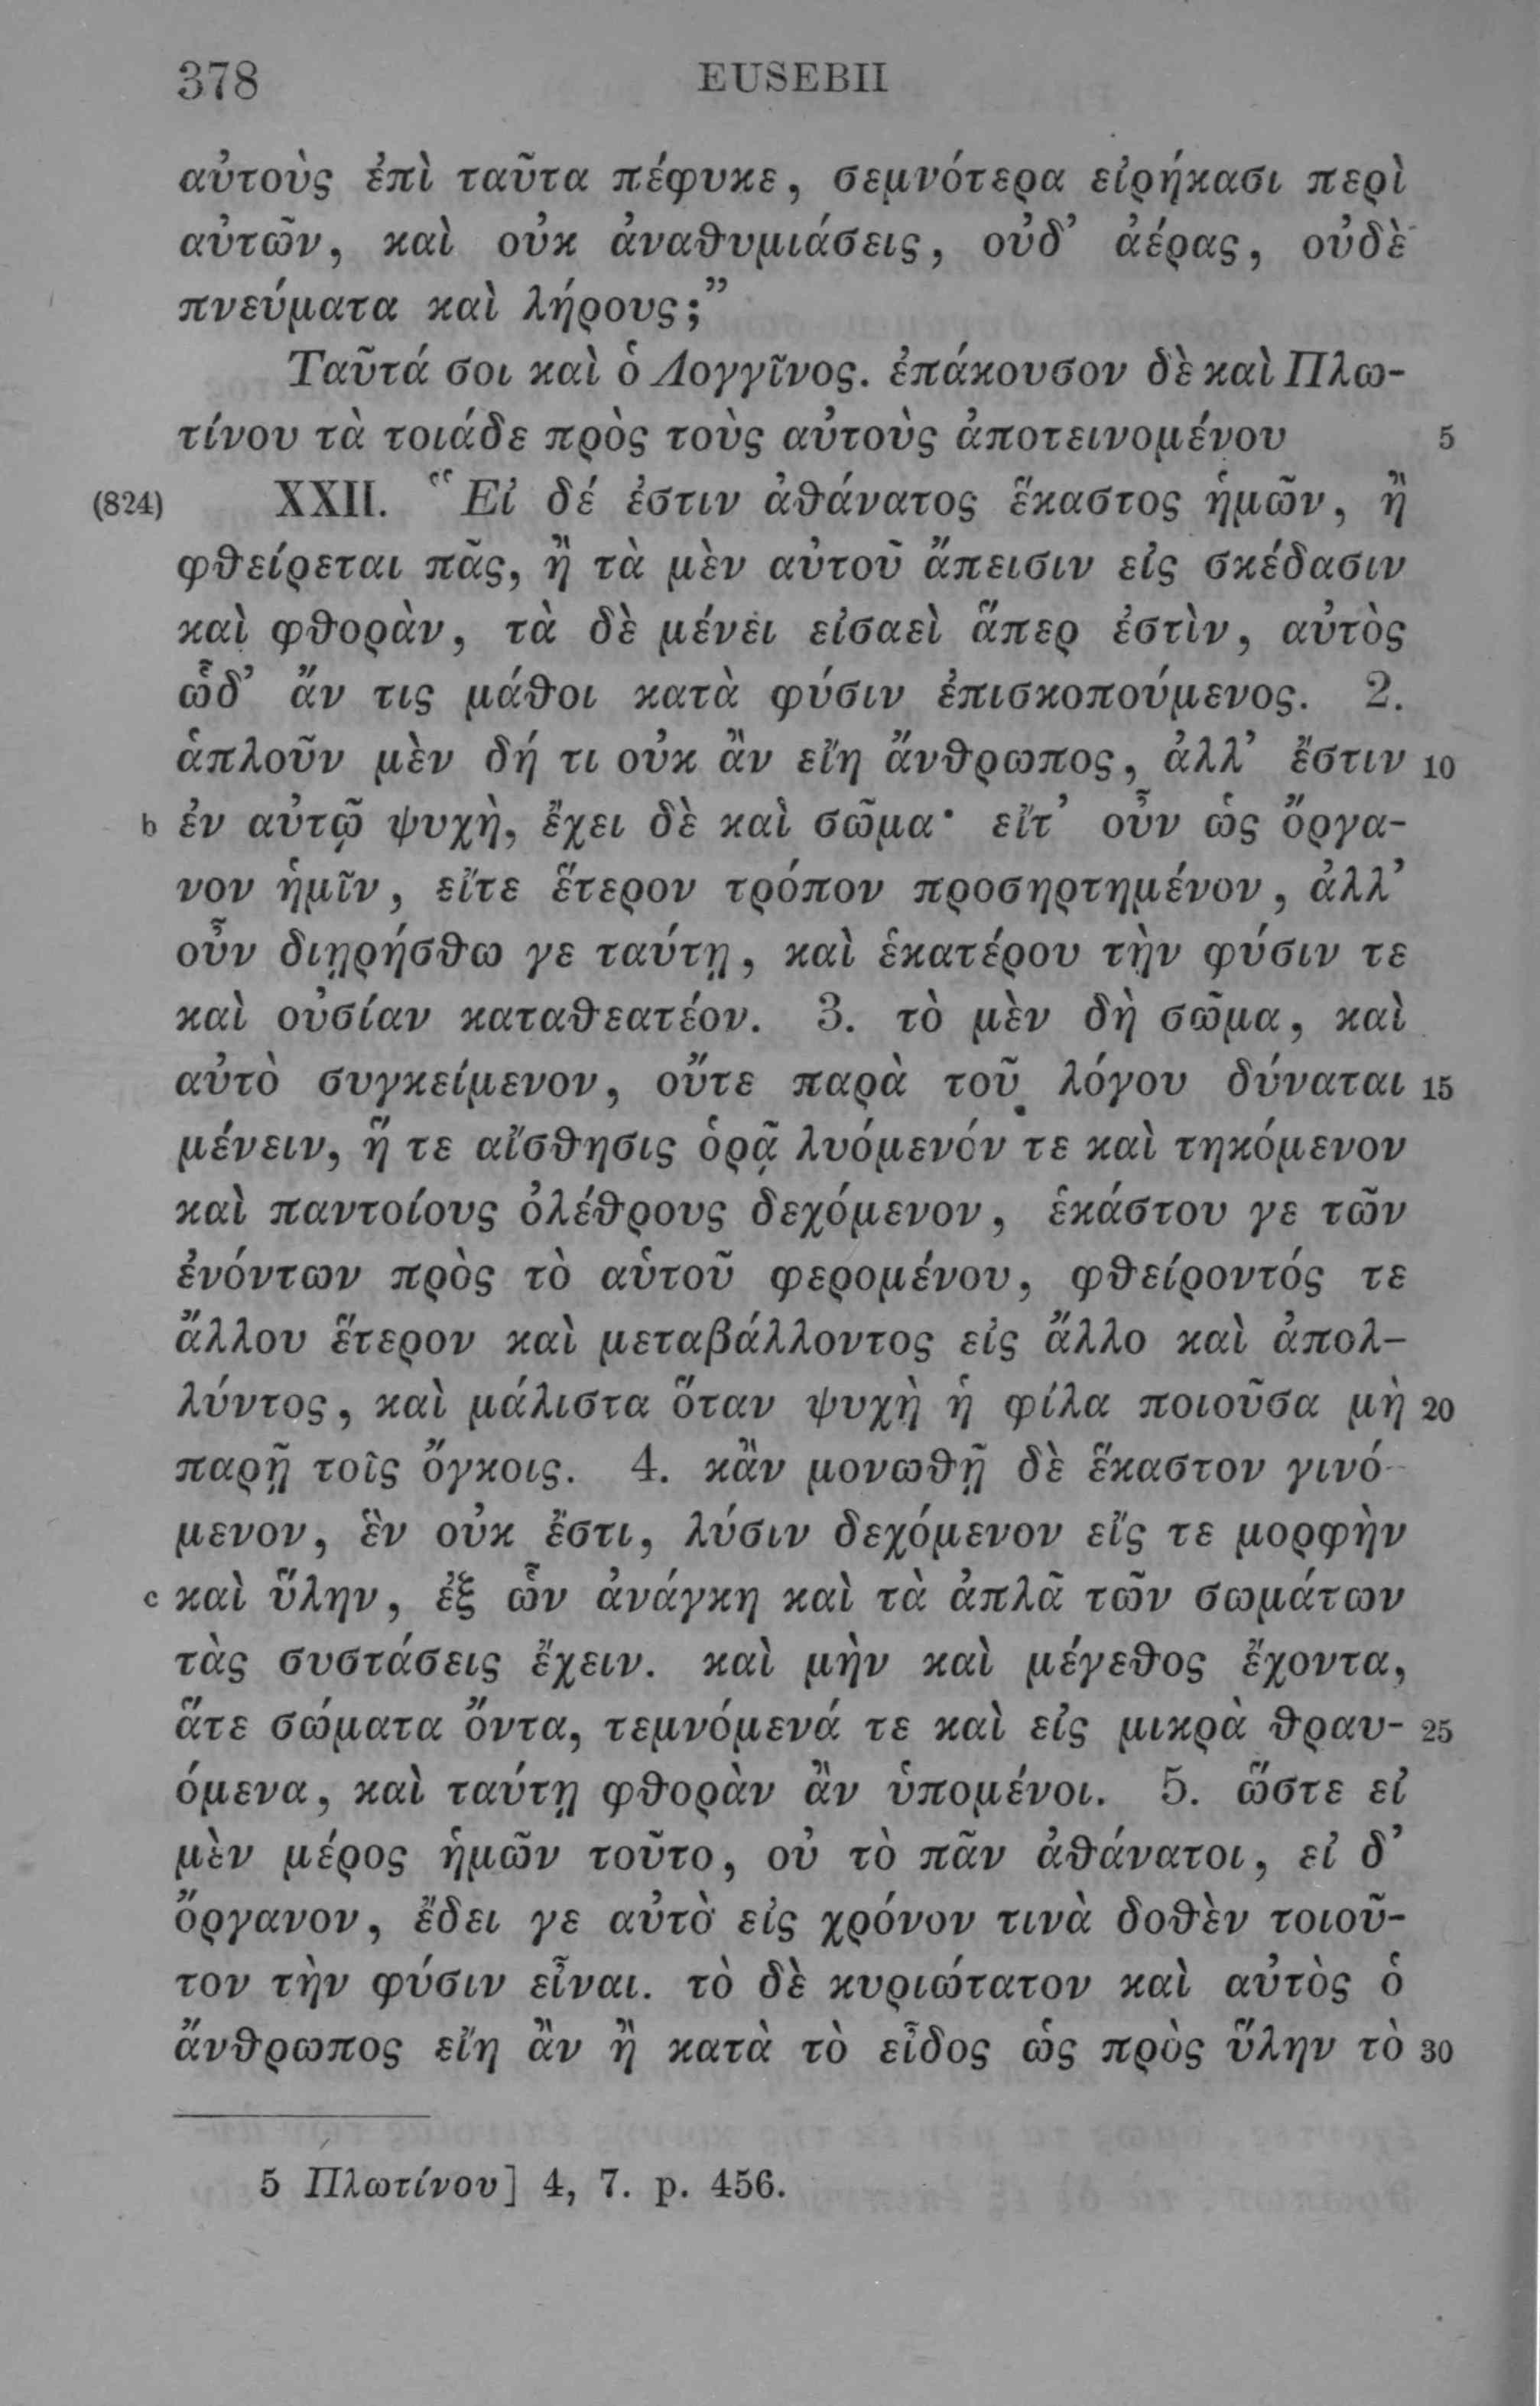 378 EUSEBII
αὐτοὺς ἐπὶ ταῦτα πέφυκε, σεμνότερα εἰρήκασι περὶ
αὐτῶν, καὶ οὐκ ἀναθυμιάσεις, οὐδ’ ἀέρας, οὐδὲ
πνεύματα καὶ λήρους;”
Ταῦτά σοι καὶ ὁ Λογγῖνος. ἐπάκουσον δὲ καὶ Πλω-
τίνου τὰ τοιάδε πρὸς τοὺς αὐτοὺς ἀποτεινομένου 5
(824) XXII. “Εἰ δέ ἐστιν ἀθάνατος ἕκαστος ἡμῶν, ἢ
φθείρεται πᾶς, ἢ τὰ μὲν αὐτοῦ ἄπεισιν εἰς σκέδασιν
καὶ φθορὰν, τὰ δὲ μένει εἰσαεὶ ἅπερ ἐστὶν, αὐτὸς
ὧδ’ ἄν τις μάθοι κατὰ φύσιν ἐπισκοπούμενος. 2.
ἁπλοῦν μὲν δή τι οὐκ ἂν εἴη ἄνθρωπος, ἀλλ’ ἔστιν 10
b ἐν αὐτῷ ψυχὴ, ἔχει δὲ καὶ σῶμα· εἴτ’ οὖν ὡς ὄργα-
νον ἡμῖν, εἴτε ἕτερον τρόπον προσηρτημένον, ἀλλ’
οὖν διῃρήσθω γε ταύτῃ, καὶ ἑκατέρου τὴν φύσιν τε
καὶ οὐσίαν καταθεατέον. 3. τὸ μὲν δὴ σῶμα, καὶ
αὐτὸ συγκείμενον, οὔτε παρὰ τοῦ λόγου δύναται 15
μένειν, ἥ τε αἴσθησις ὁρᾷ λυόμενόν τε καὶ τηκόμενον
καὶ παντοίους ὀλέθρους δεχόμενον, ἑκάστου γε τῶν
ἐνόντων πρὸς τὸ αὑτοῦ φερομένου, φθείροντός τε
ἄλλου ἕτερον καὶ μεταβάλλοντος εἰς ἄλλο καὶ ἀπολ-
λύντος, καὶ μάλιστα ὅταν ψυχὴ ἡ φίλα ποιοῦσα μὴ 20
παρῇ τοῖς ὄγκοις. 4. κἂν μονωθῇ δὲ ἕκαστον γινό-
μενον, ἓν οὐκ ἔστι, λύσιν δεχόμενον εἴς τε μορφὴν
c καὶ ὕλην, ἐξ ὧν ἀνάγκη καὶ τὰ ἁπλᾶ τῶν σωμάτων
τὰς συστάσεις ἔχειν. καὶ μὴν καὶ μέγεθος ἔχοντα,
ἅτε σώματα ὄντα, τεμνόμενά τε καὶ εἰς μικρὰ θραυ- 25
όμενα, καὶ ταύτῃ φθορὰν ἂν ὑπομένοι. 5. ὥστε εἰ
μὲν μέρος ἡμῶν τοῦτο, οὐ τὸ πᾶν ἀθάνατοι, εἰ δ’
ὄργανον, ἔδει γε αὐτὸ εἰς χρόνον τινὰ δοθὲν τοιοῦ-
τον τὴν φύσιν εἶναι. τὸ δὲ κυριώτατον καὶ αὐτὸς ὁ
ἄνθρωπος εἴη ἂν ἢ κατὰ τὸ εἶδος ὡς πρὸς ὕλην τὸ 30
5 Πλωτίνου] 4, 7. p. 456.